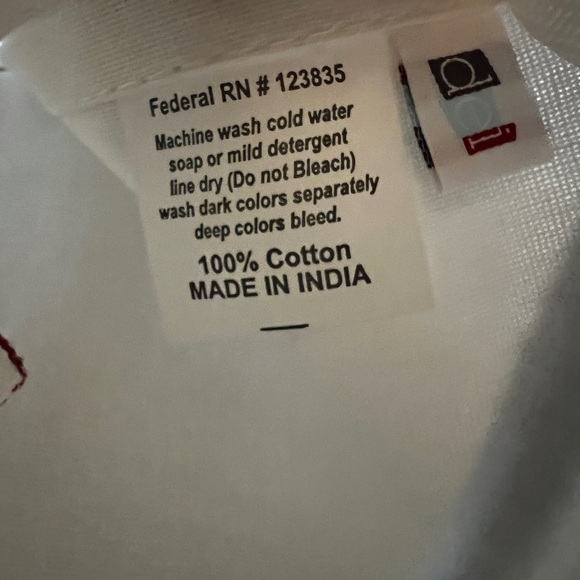 Federal RN # 123835
Machine wash cold water
soap or mild detergent
line dry (Do not Bleach)
wash dark colors separately
deep colors bleed.
100% Cotton
MADE IN INDIA